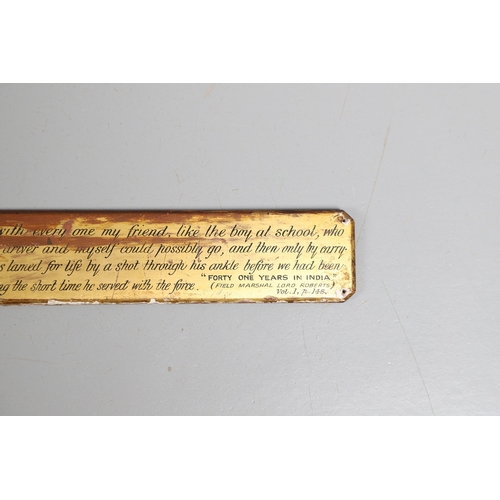 with every one my friend, like the boy at school, who
driver and myself could possibly go, and then only by carry-
s lamed for life by a shot through his ankle before we had been
"FORTY ONE YEARS IN INDIA"
ng the short time he served with the force. (FIELD MARSHAL LORD ROBERTS)
Vol. I. p. 148.